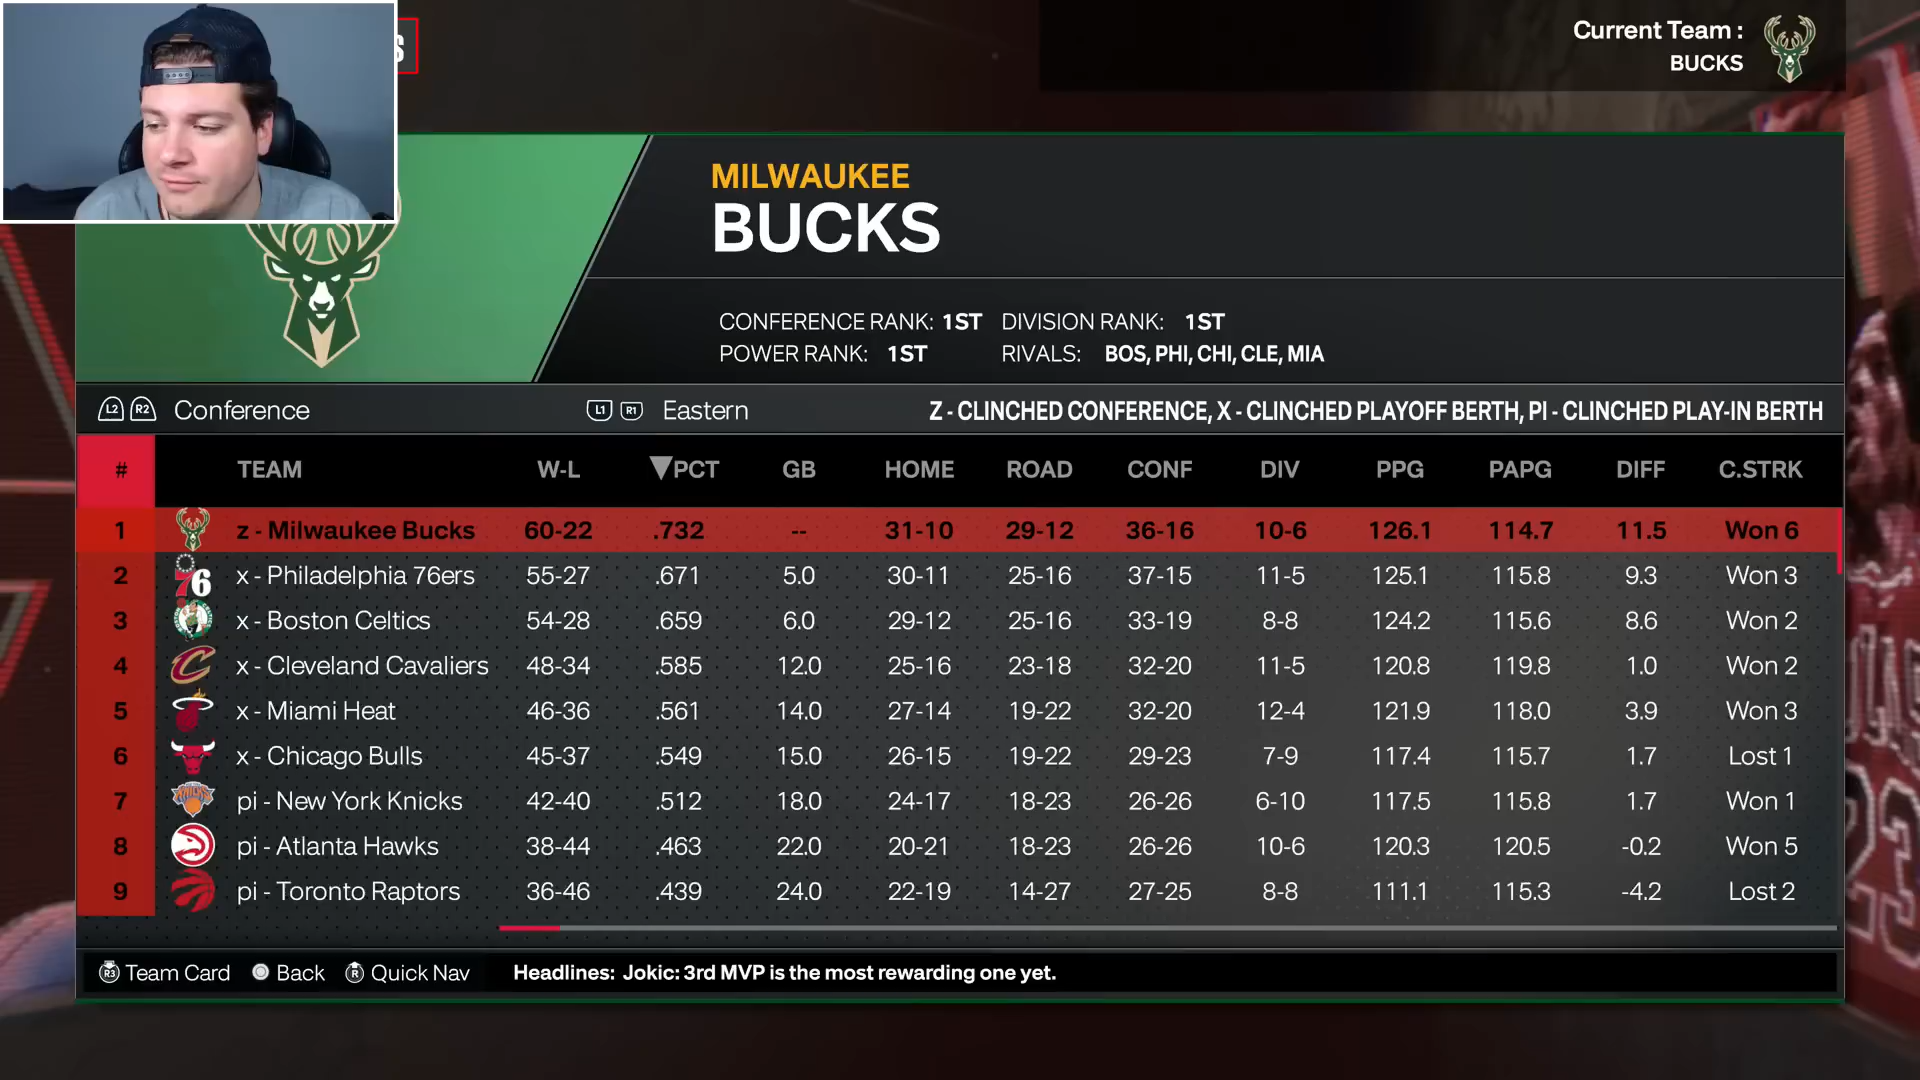 S
Current Team :
BUCKS
MILWAUKEE
BUCKS
CONFERENCE RANK: 1ST DIVISION RANK: 1ST
POWER RANK: 1ST RIVALS: BOS, PHI, CHI, CLE, MIA
L2 R2 Conference L1 R1 Eastern Z - CLINCHED CONFERENCE, X - CLINCHED PLAYOFF BERTH, PI - CLINCHED PLAY-IN BERTH
# TEAM W-L ▼PCT GB HOME ROAD CONF DIV PPG PAPG DIFF C.STRK
1 z - Milwaukee Bucks 60-22 .732 -- 31-10 29-12 36-16 10-6 126.1 114.7 11.5 Won 6
2 76 x - Philadelphia 76ers 55-27 .671 5.0 30-11 25-16 37-15 11-5 125.1 115.8 9.3 Won 3
3 x - Boston Celtics 54-28 .659 6.0 29-12 25-16 33-19 8-8 124.2 115.6 8.6 Won 2
4 C x - Cleveland Cavaliers 48-34 .585 12.0 25-16 23-18 32-20 11-5 120.8 119.8 1.0 Won 2
5 x - Miami Heat 46-36 .561 14.0 27-14 19-22 32-20 12-4 121.9 118.0 3.9 Won 3
6 x - Chicago Bulls 45-37 .549 15.0 26-15 19-22 29-23 7-9 117.4 115.7 1.7 Lost 1
7 KNICKS pi - New York Knicks 42-40 .512 18.0 24-17 18-23 26-26 6-10 117.5 115.8 1.7 Won 1
8 pi - Atlanta Hawks 38-44 .463 22.0 20-21 18-23 26-26 10-6 120.3 120.5 -0.2 Won 5
9 pi - Toronto Raptors 36-46 .439 24.0 22-19 14-27 27-25 8-8 111.1 115.3 -4.2 Lost 2
R3 Team Card Back R Quick Nav Headlines: Jokic: 3rd MVP is the most rewarding one yet.
23